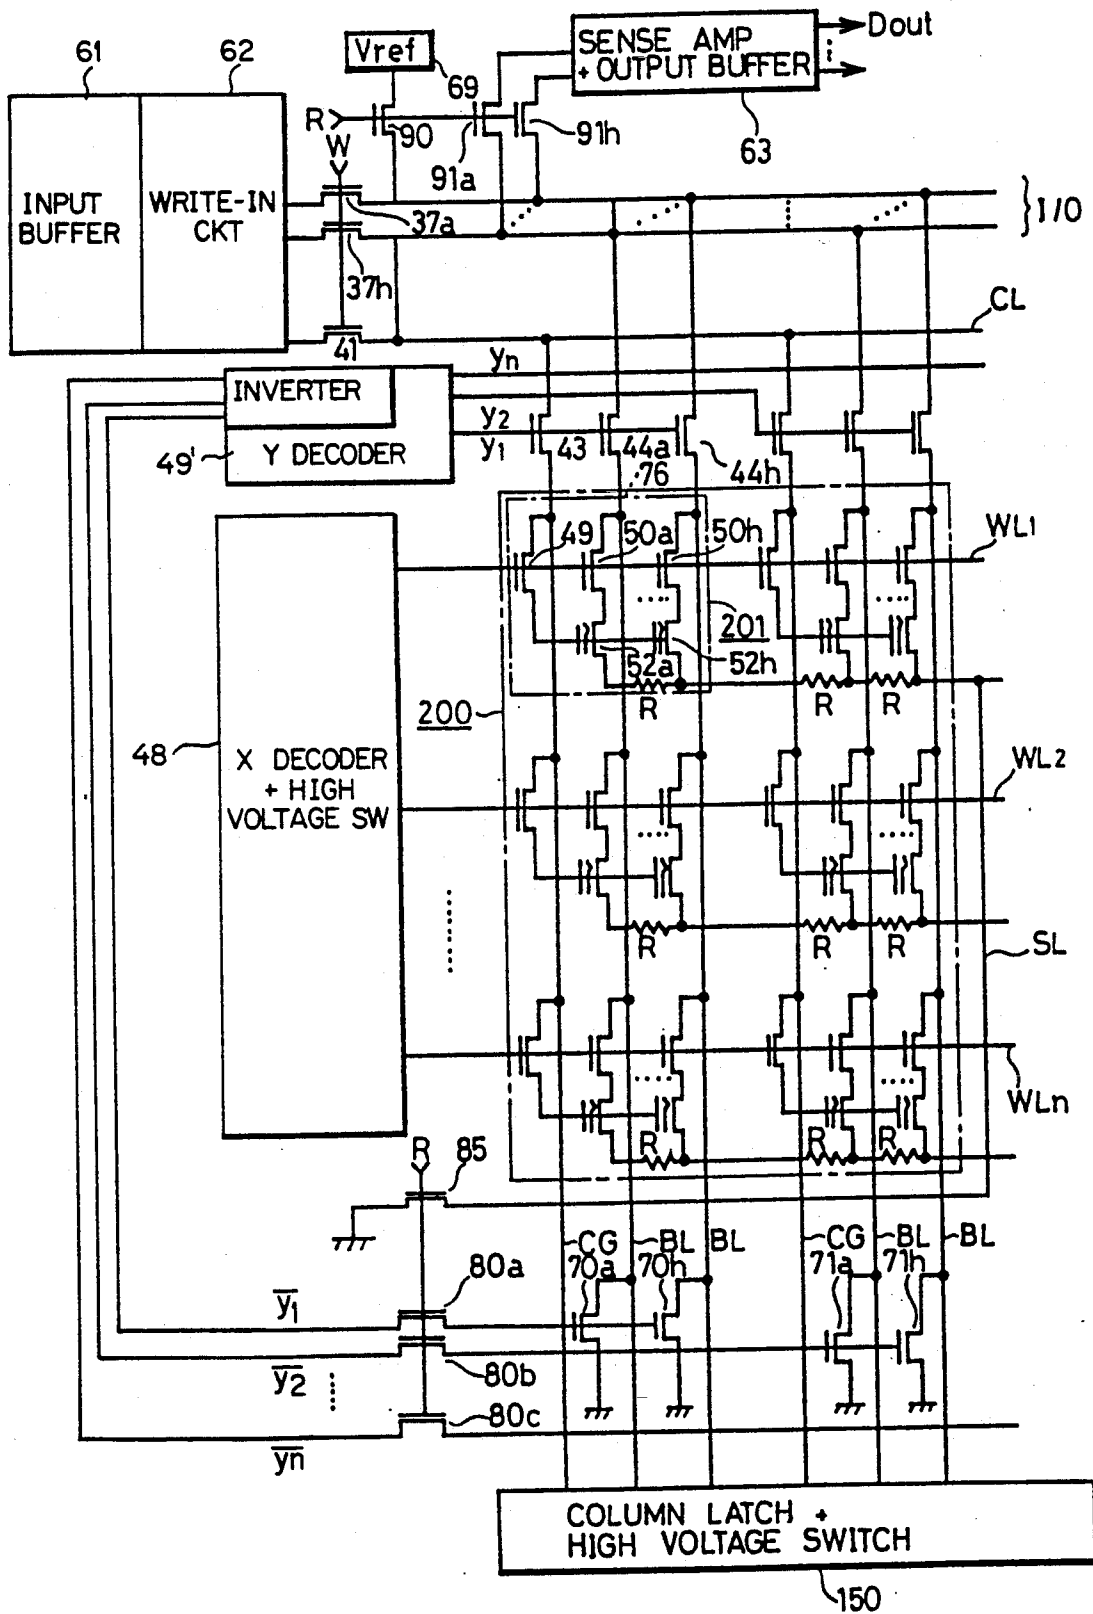 61
62
Vref
69
SENSE AMP
+ OUTPUT BUFFER
Dout
63
R
90
91a
91h
W
INPUT
BUFFER
WRITE-IN
CKT
37a
37h
I/O
41
CL
INVERTER
Y DECODER
49'
yn
y2
y1
43
44a
44h
76
49
50a
50h
WL1
201
52a
52h
R
R
R
200
48
X DECODER
+ HIGH
VOLTAGE SW
WL2
R
R
R
SL
WLn
R
R
R
R
85
CG
BL
BL
CG
BL
BL
80a
70a
70h
71a
71h
y1
y2
80b
80c
yn
COLUMN LATCH +
HIGH VOLTAGE SWITCH
150